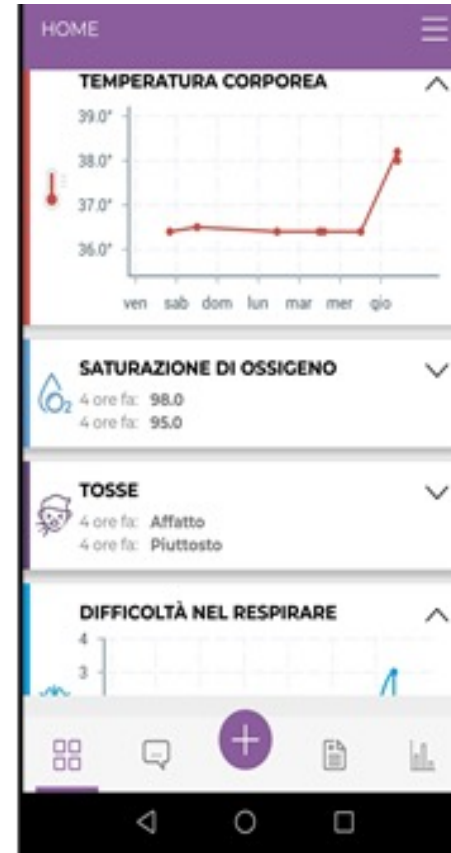 HOME
TEMPERATURA CORPOREA
39.0°
38.0°
37.0°
36.0°
ven sab dom lun mar mer gio
SATURAZIONE DI OSSIGENO
O2
4 ore fa: 98.0
4 ore fa: 95.0
TOSSE
4 ore fa: Affatto
4 ore fa: Piuttosto
DIFFICOLTÀ NEL RESPIRARE
4
3